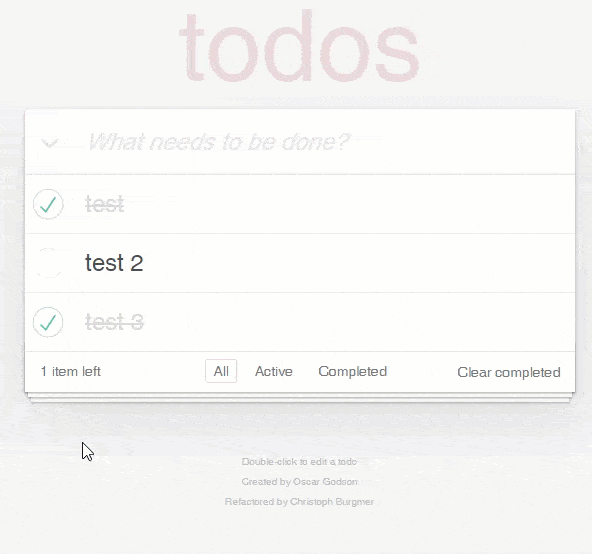 todos
What needs to be done?
test
test 2
test 3
1 item left All Active Completed Clear completed
Double-click to edit a todo
Created by Oscar Godson
Refactored by Christoph Burgmer